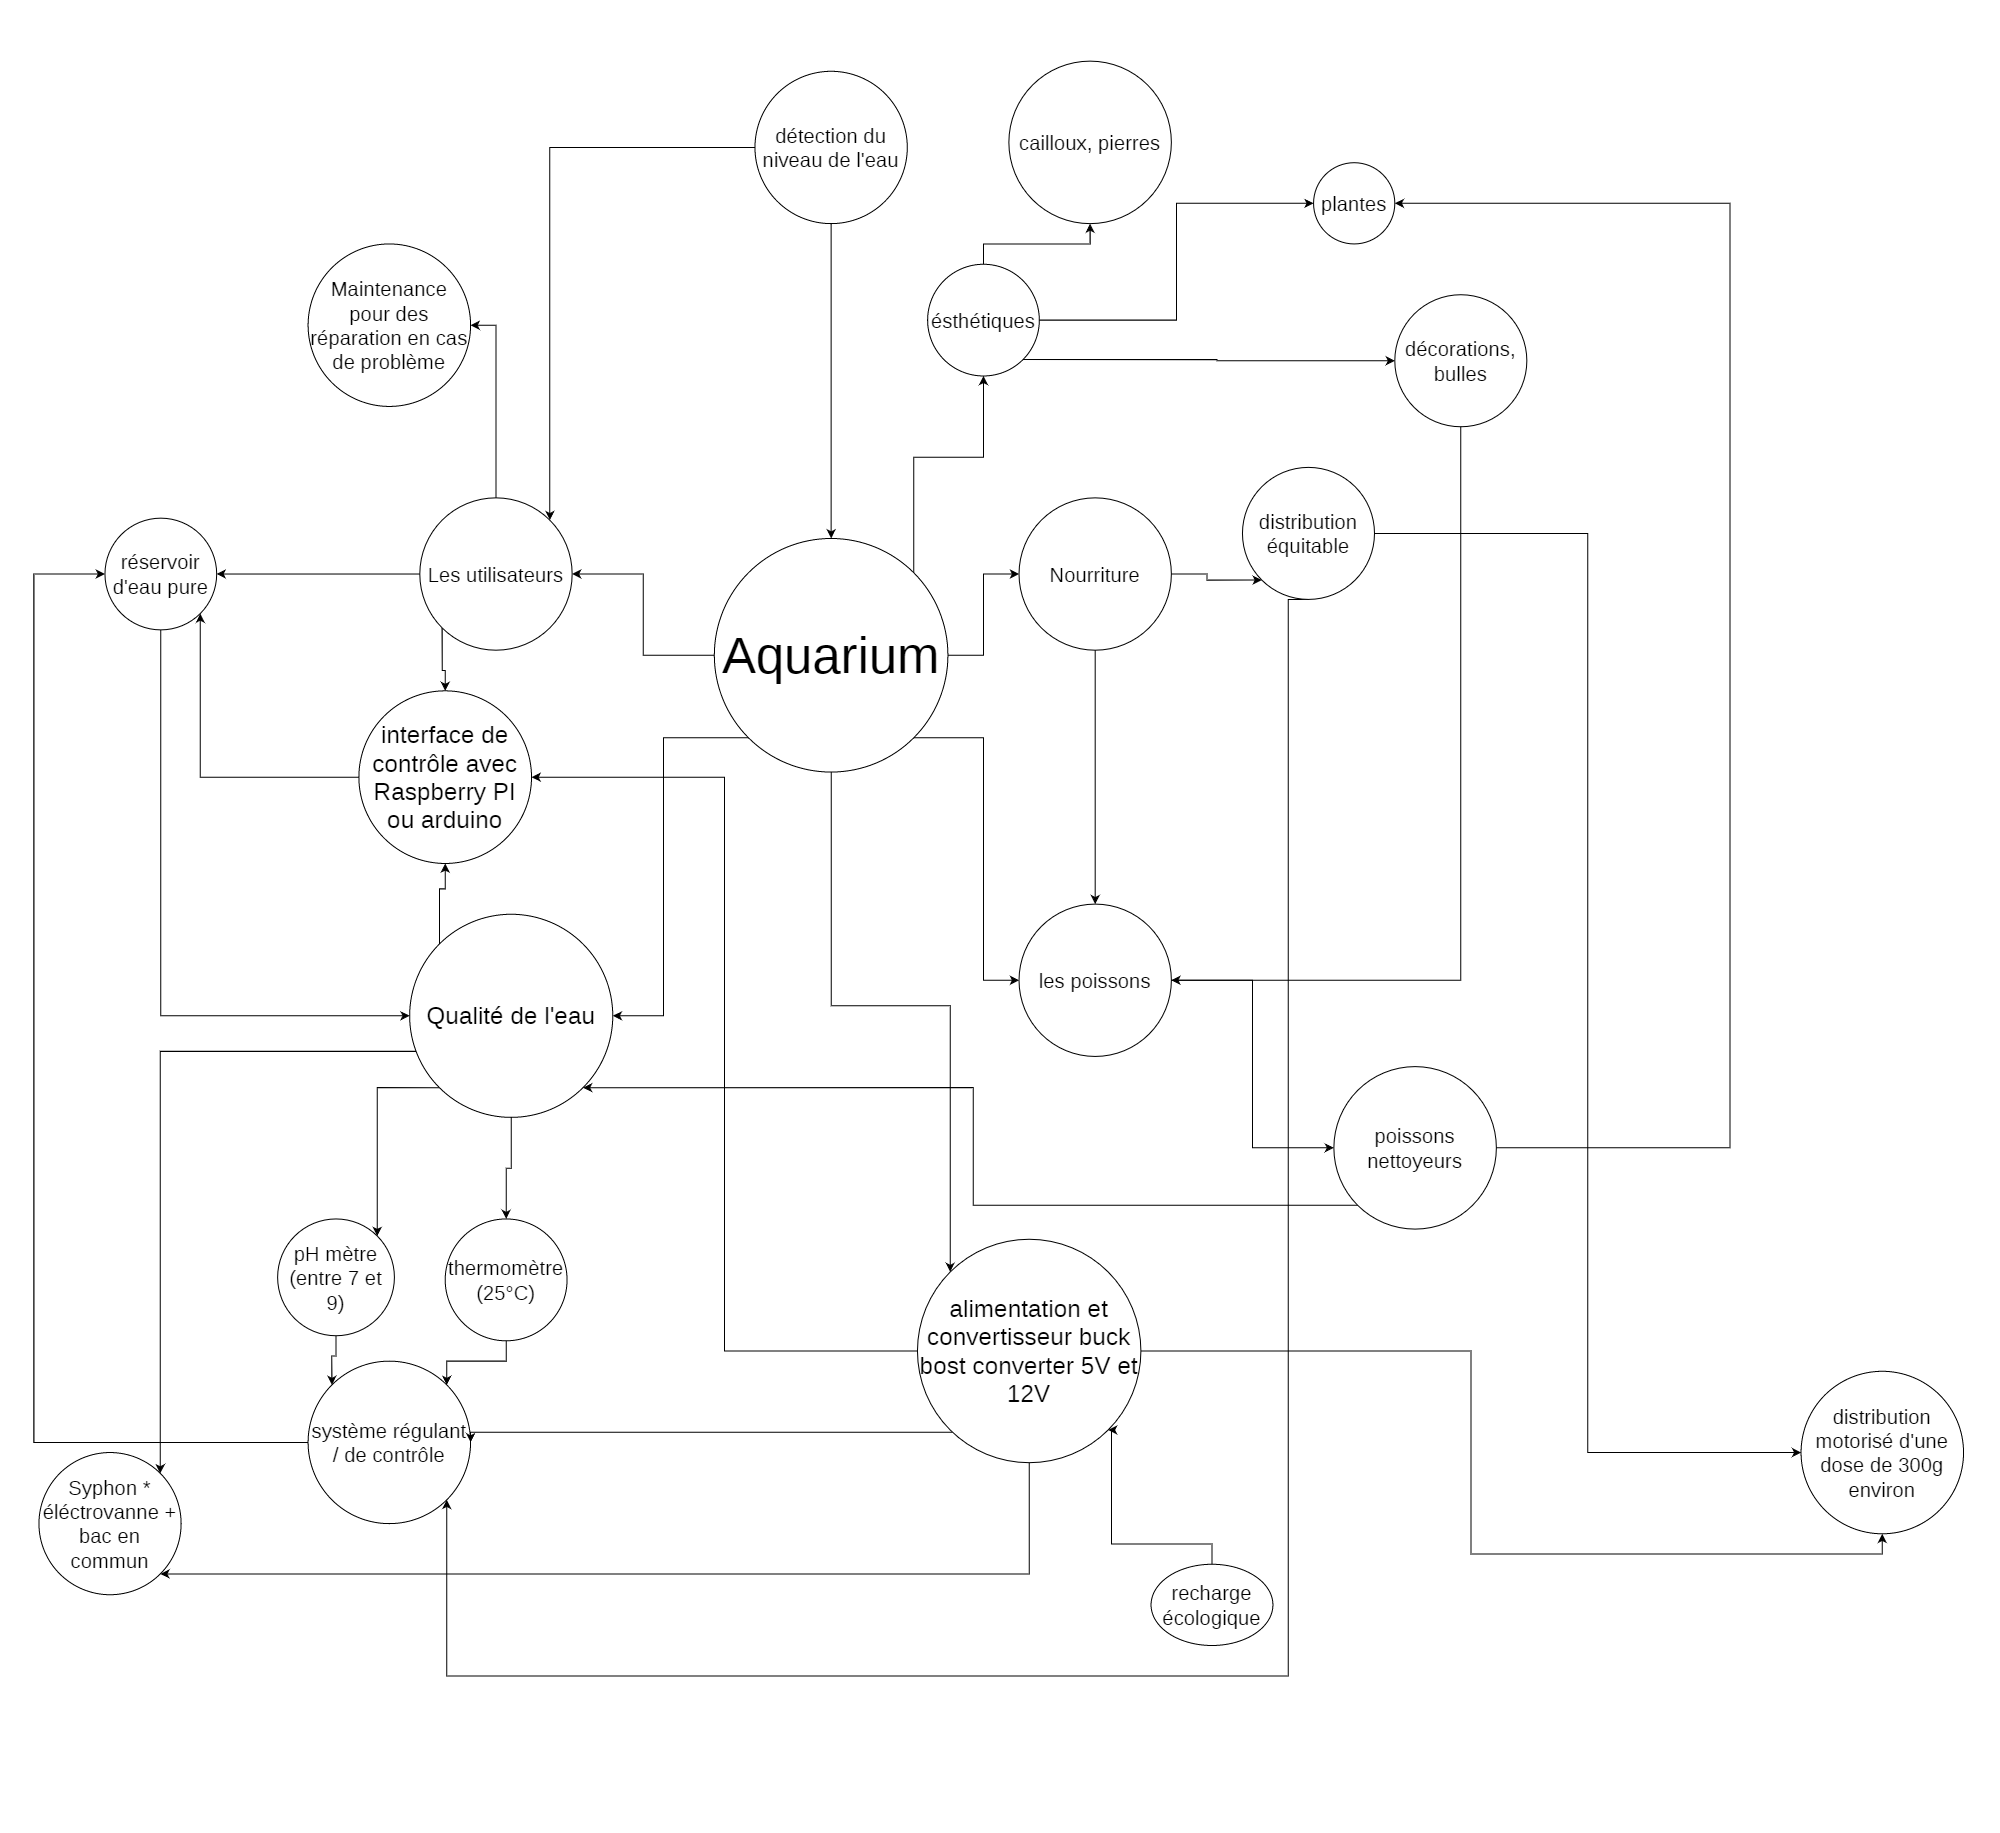 détection du
niveau de l'eau
cailloux, pierres
plantes
Maintenance
pour des
réparation en cas
de problème
ésthétiques
décorations,
bulles
distribution
équitable
réservoir
d'eau pure
Les utilisateurs
Nourriture
Aquarium
interface de
contrôle avec
Raspberry PI
ou arduino
les poissons
Qualité de l'eau
poissons
nettoyeurs
pH mètre
(entre 7 et
9)
thermomètre
(25°C)
alimentation et
convertisseur buck
bost converter 5V et
12V
système régulant
/ de contrôle
distribution
motorisé d'une
dose de 300g
environ
Syphon *
éléctrovanne +
bac en
commun
recharge
écologique